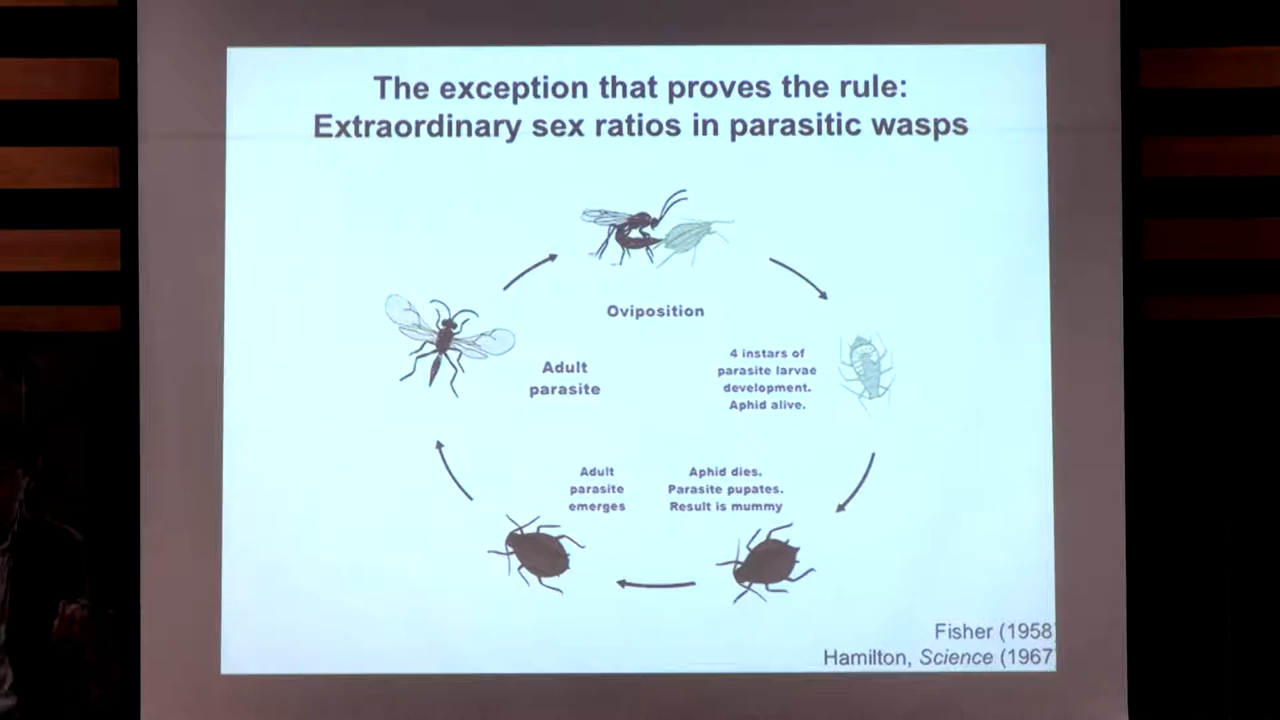 The exception that proves the rule:
Extraordinary sex ratios in parasitic wasps
Oviposition
4 instars of
parasite larvae
development.
Aphid alive.
Adult
parasite
Adult
parasite
emerges
Aphid dies.
Parasite pupates.
Result is mummy
Fisher (1958)
Hamilton, Science (1967